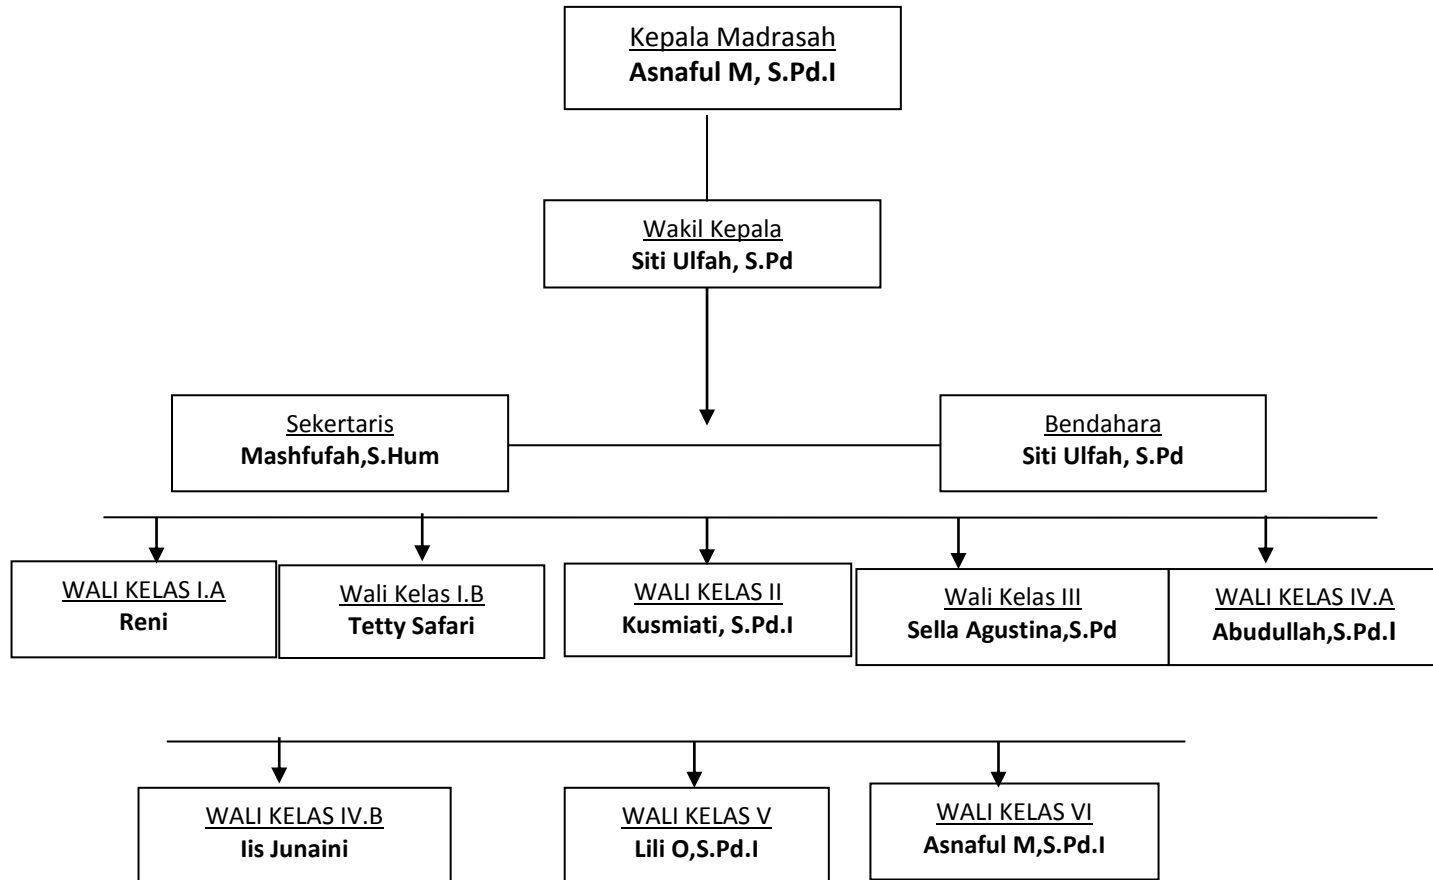 Kepala Madrasah
Asnaful M, S.Pd.I
Wakil Kepala
Siti Ulfah, S.Pd
Sekertaris
Mashfufah,S.Hum
Bendahara
Siti Ulfah, S.Pd
WALI KELAS I.A
Reni
Wali Kelas I.B
Tetty Safari
WALI KELAS II
Kusmiati, S.Pd.I
Wali Kelas III
Sella Agustina,S.Pd
WALI KELAS IV.A
Abudullah,S.Pd.I
WALI KELAS IV.B
Iis Junaini
WALI KELAS V
Lili O,S.Pd.I
WALI KELAS VI
Asnaful M,S.Pd.I